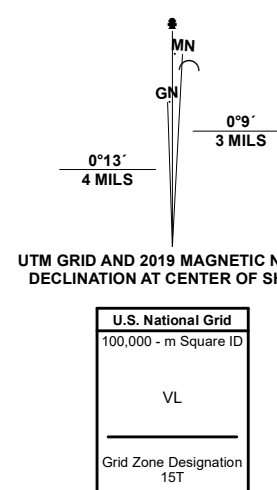 MN
GN
0°9´
3 MILS
0°13´
4 MILS
UTM GRID AND 2019 MAGNETIC
DECLINATION AT CENTER OF
U.S. National Grid
100,000 - m Square ID
VL
Grid Zone Designation
15T